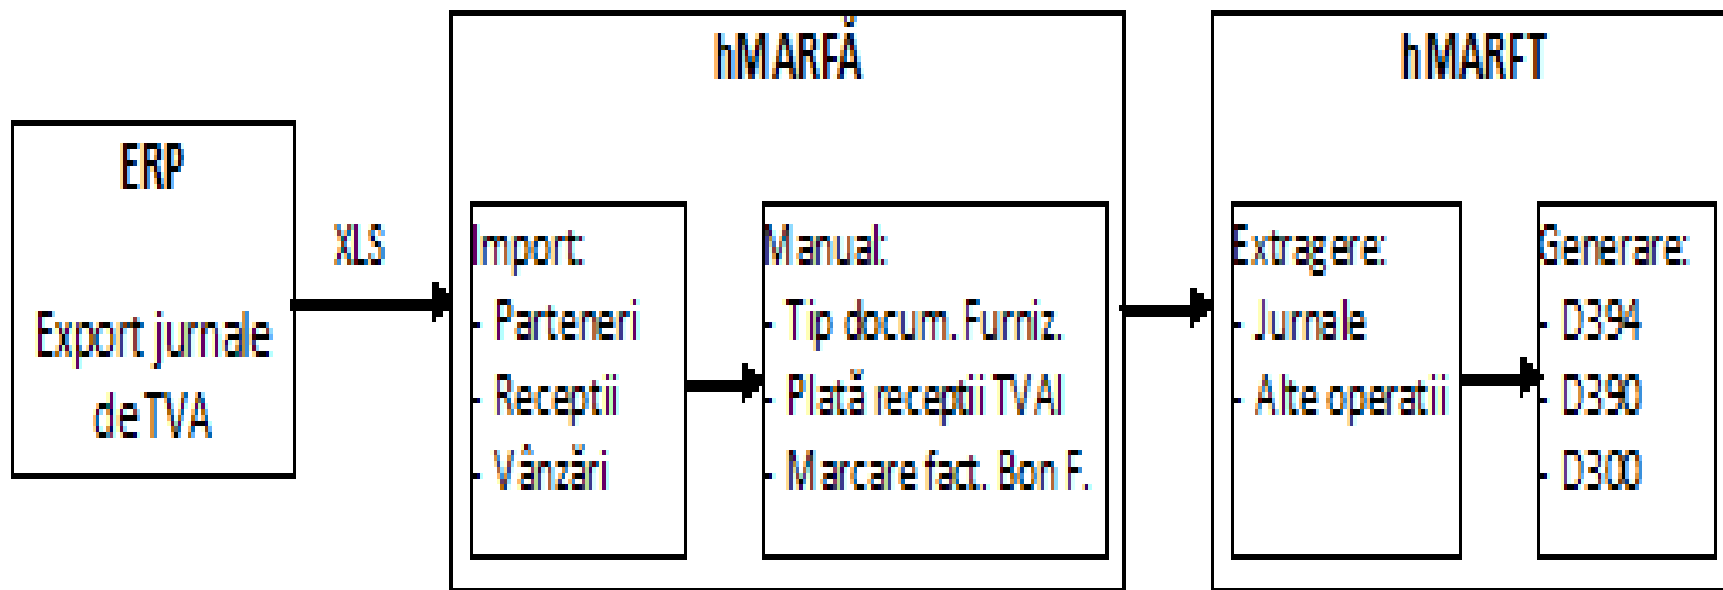 ERP
Export jurnale
de TVA
XLS
hMARFĂ
Import:
- Parteneri
- Receptii
- Vânzări
Manual:
- Tip docum. Furniz.
- Plată receptii TVAI
- Marcare fact. Bon F.
hMARFT
Extragere:
- Jurnale
- Alte operatii
Generare:
- D394
- D390
- D300